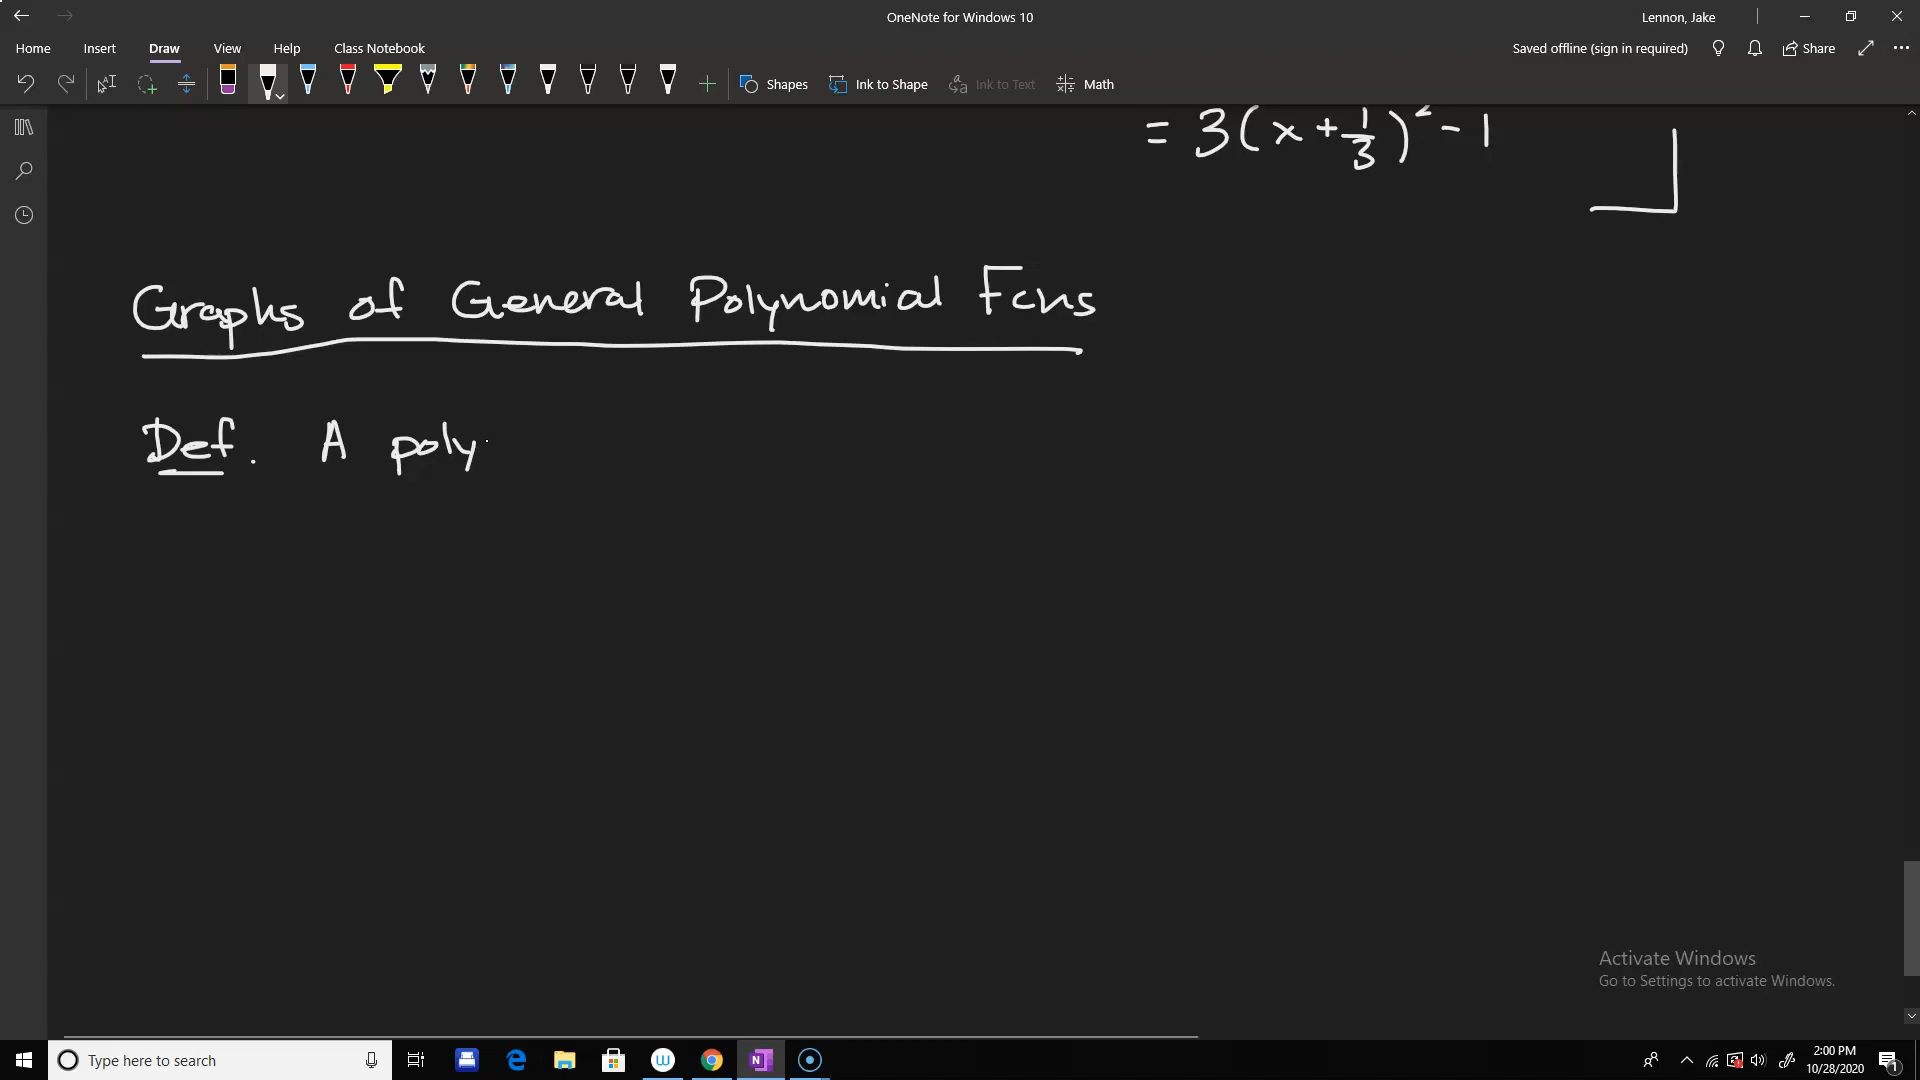 OneNote for Windows 10
Lennon, Jake
Home Insert Draw View Help Class Notebook
Saved offline (sign in required) Share
Shapes Ink to Shape Ink to Text Math
= 3(x + 1/3)² - 1
Graphs of General Polynomial Fcns
Def. A poly
Activate Windows
Go to Settings to activate Windows.
Type here to search
2:00 PM
10/28/2020